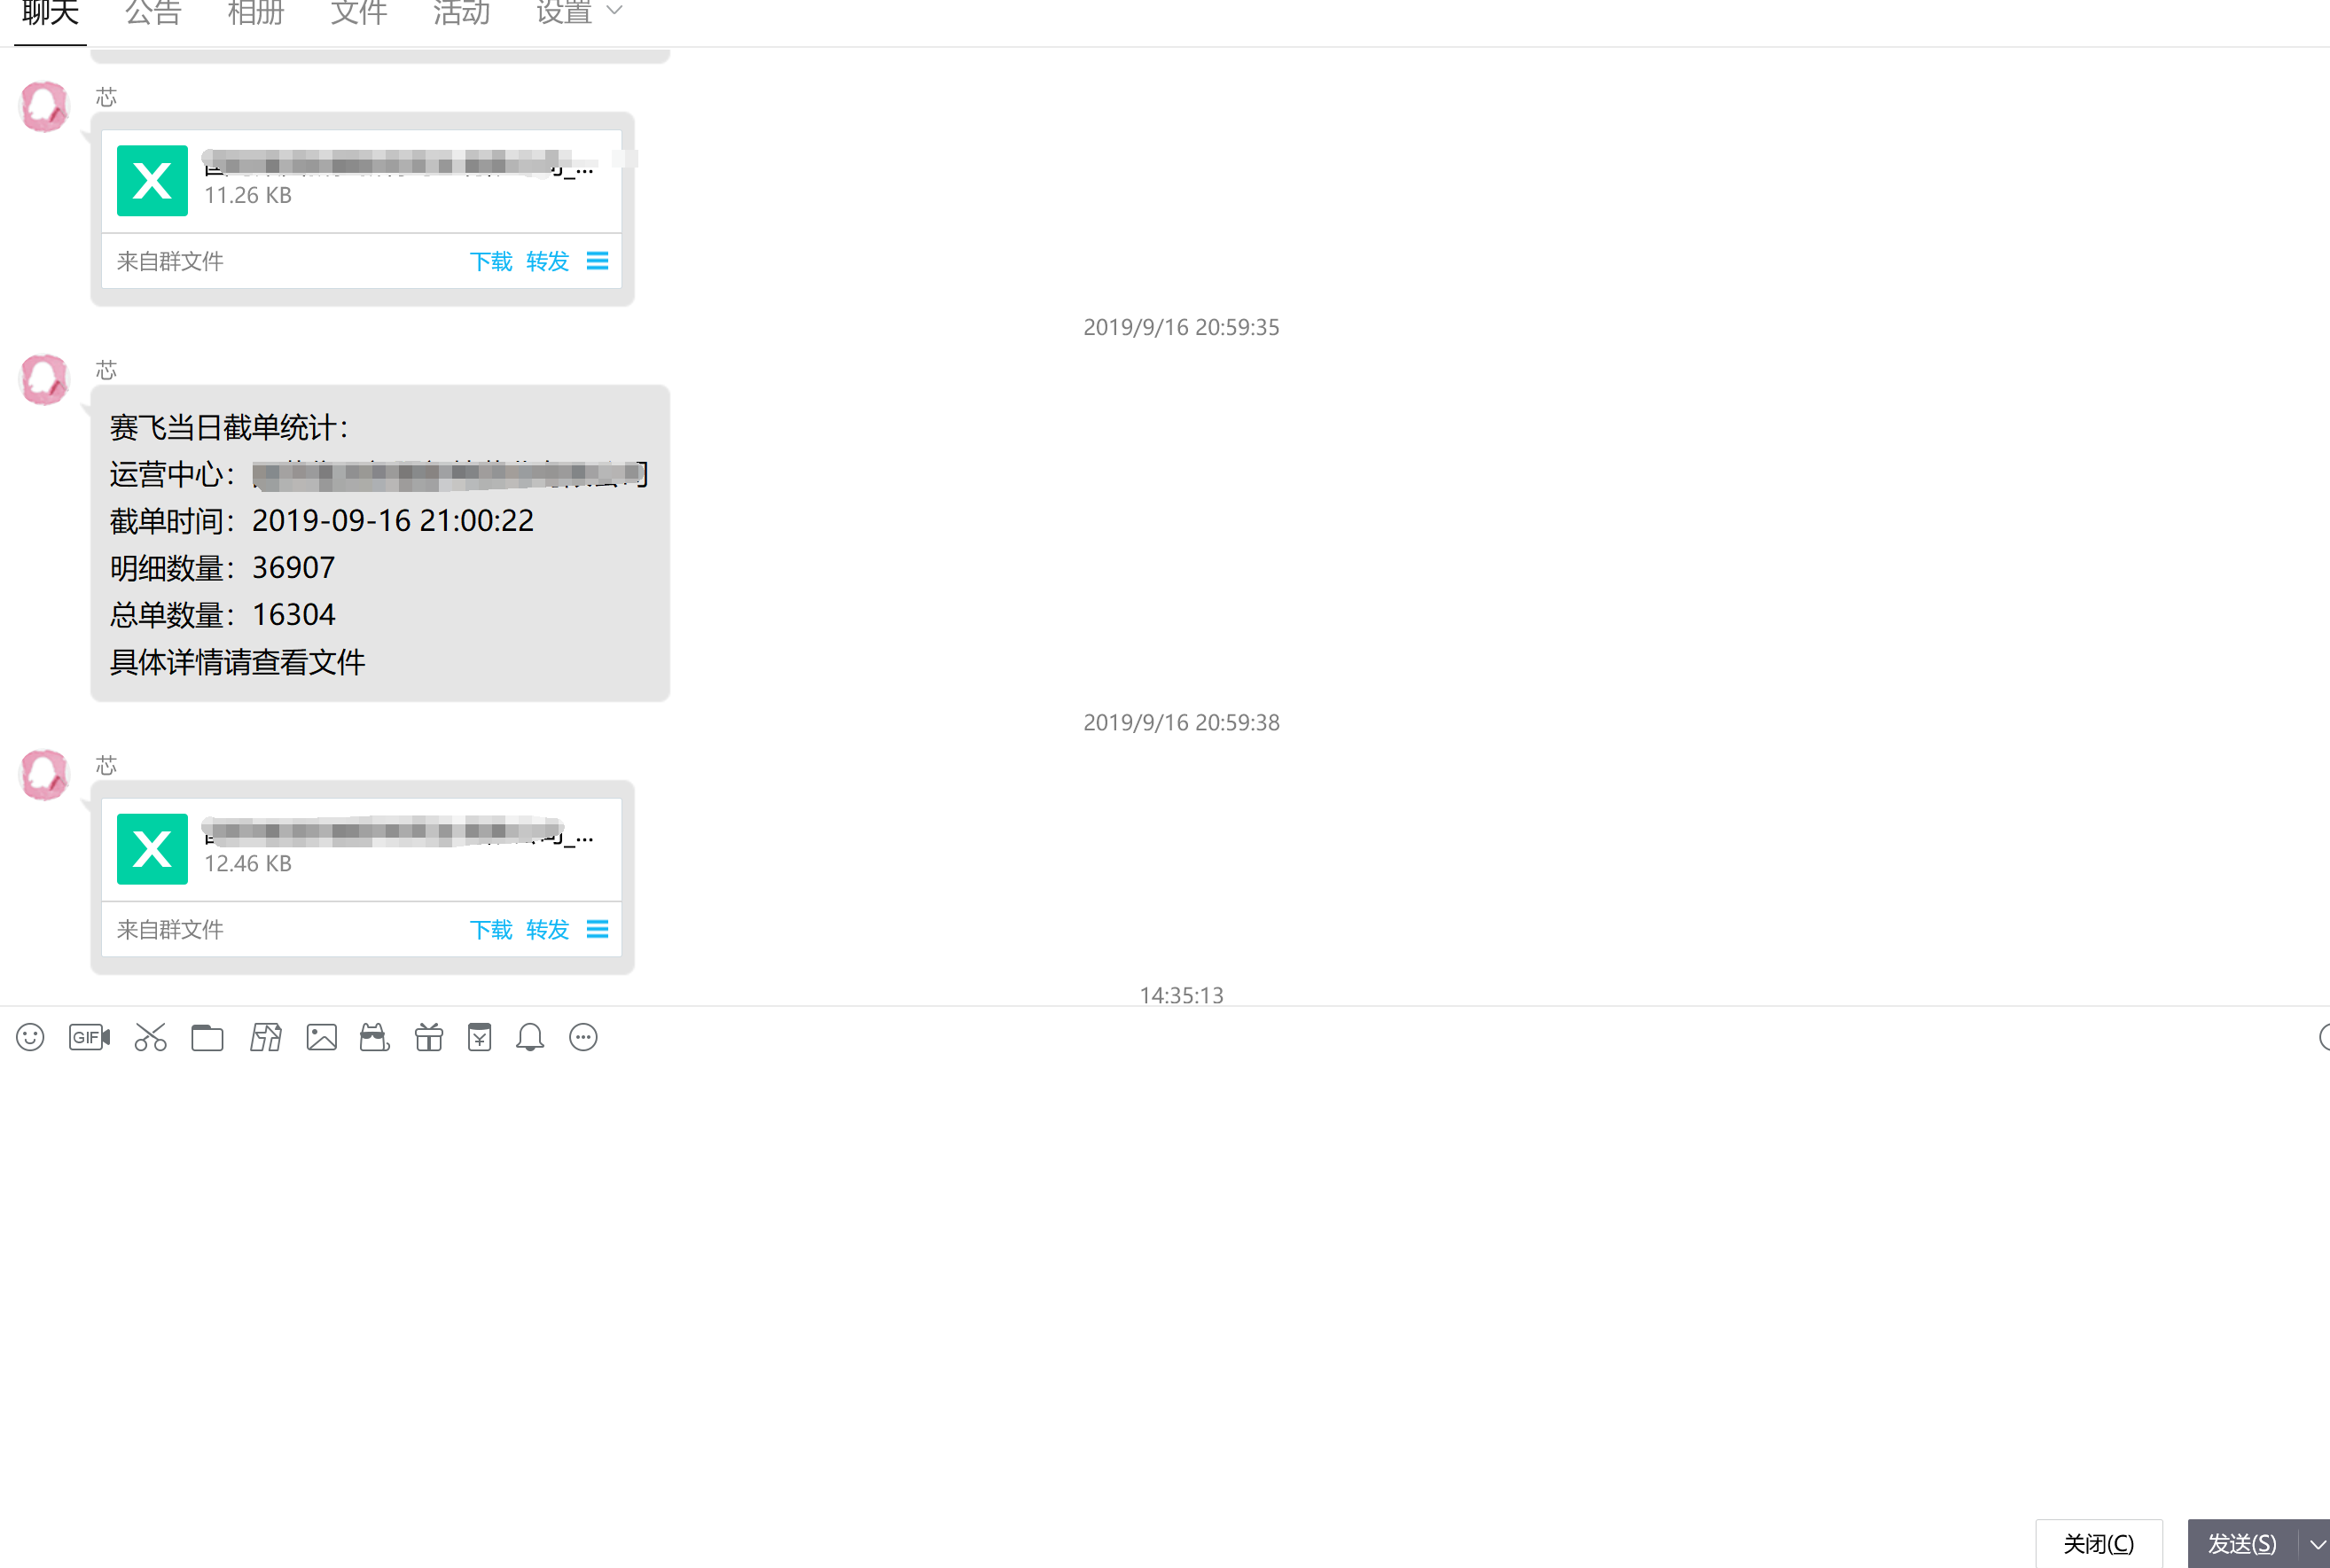 聊天 公告 相册 文件 活动 设置
芯
11.26 KB
来自群文件 下载 转发
2019/9/16 20:59:35
芯
赛飞当日截单统计：
运营中心：
截单时间：2019-09-16 21:00:22
明细数量：36907
总单数量：16304
具体详情请查看文件
2019/9/16 20:59:38
芯
12.46 KB
来自群文件 下载 转发
14:35:13
GIF
关闭(C) 发送(S)